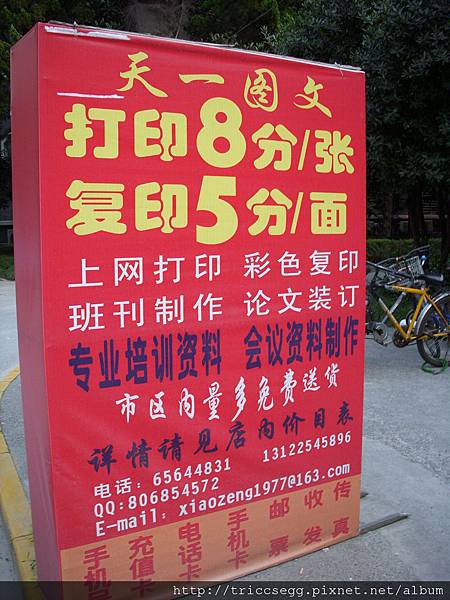 天一图文
打印8分/张
复印5分/面
上网打印 彩色复印
班刊制作 论文装订
专业培训资料 会议资料制作
市区内量多免费送货
详情请见店内价目表
电话：65644831 13122545896
QQ:806854572
E-mail：xiaozeng1977@163.com
手机 充值卡 电话卡 手机卡 邮票 收发 传真
http://triccsegg.pixnet.net/album